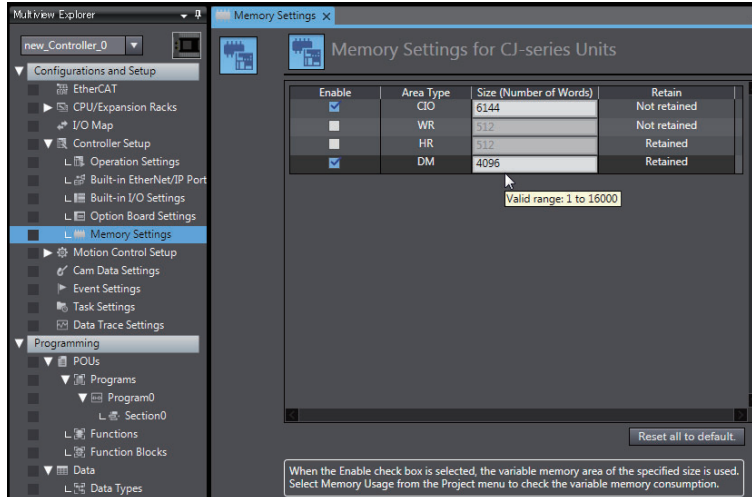 Multiview Explorer
Memory Settings
new_Controller_0
Memory Settings for CJ-series Units
Configurations and Setup
EtherCAT
CPU/Expansion Racks
I/O Map
Controller Setup
Operation Settings
Built-in EtherNet/IP Port
Built-in I/O Settings
Option Board Settings
Memory Settings
Motion Control Setup
Cam Data Settings
Event Settings
Task Settings
Data Trace Settings
Programming
POUs
Programs
Program0
Section0
Functions
Function Blocks
Data
Data Types
Enable Area Type Size (Number of Words) Retain
CIO 6144 Not retained
WR 512 Not retained
HR 512 Retained
DM 4096 Retained
Valid range: 1 to 16000
Reset all to default.
When the Enable check box is selected, the variable memory area of the specified size is used.
Select Memory Usage from the Project menu to check the variable memory consumption.